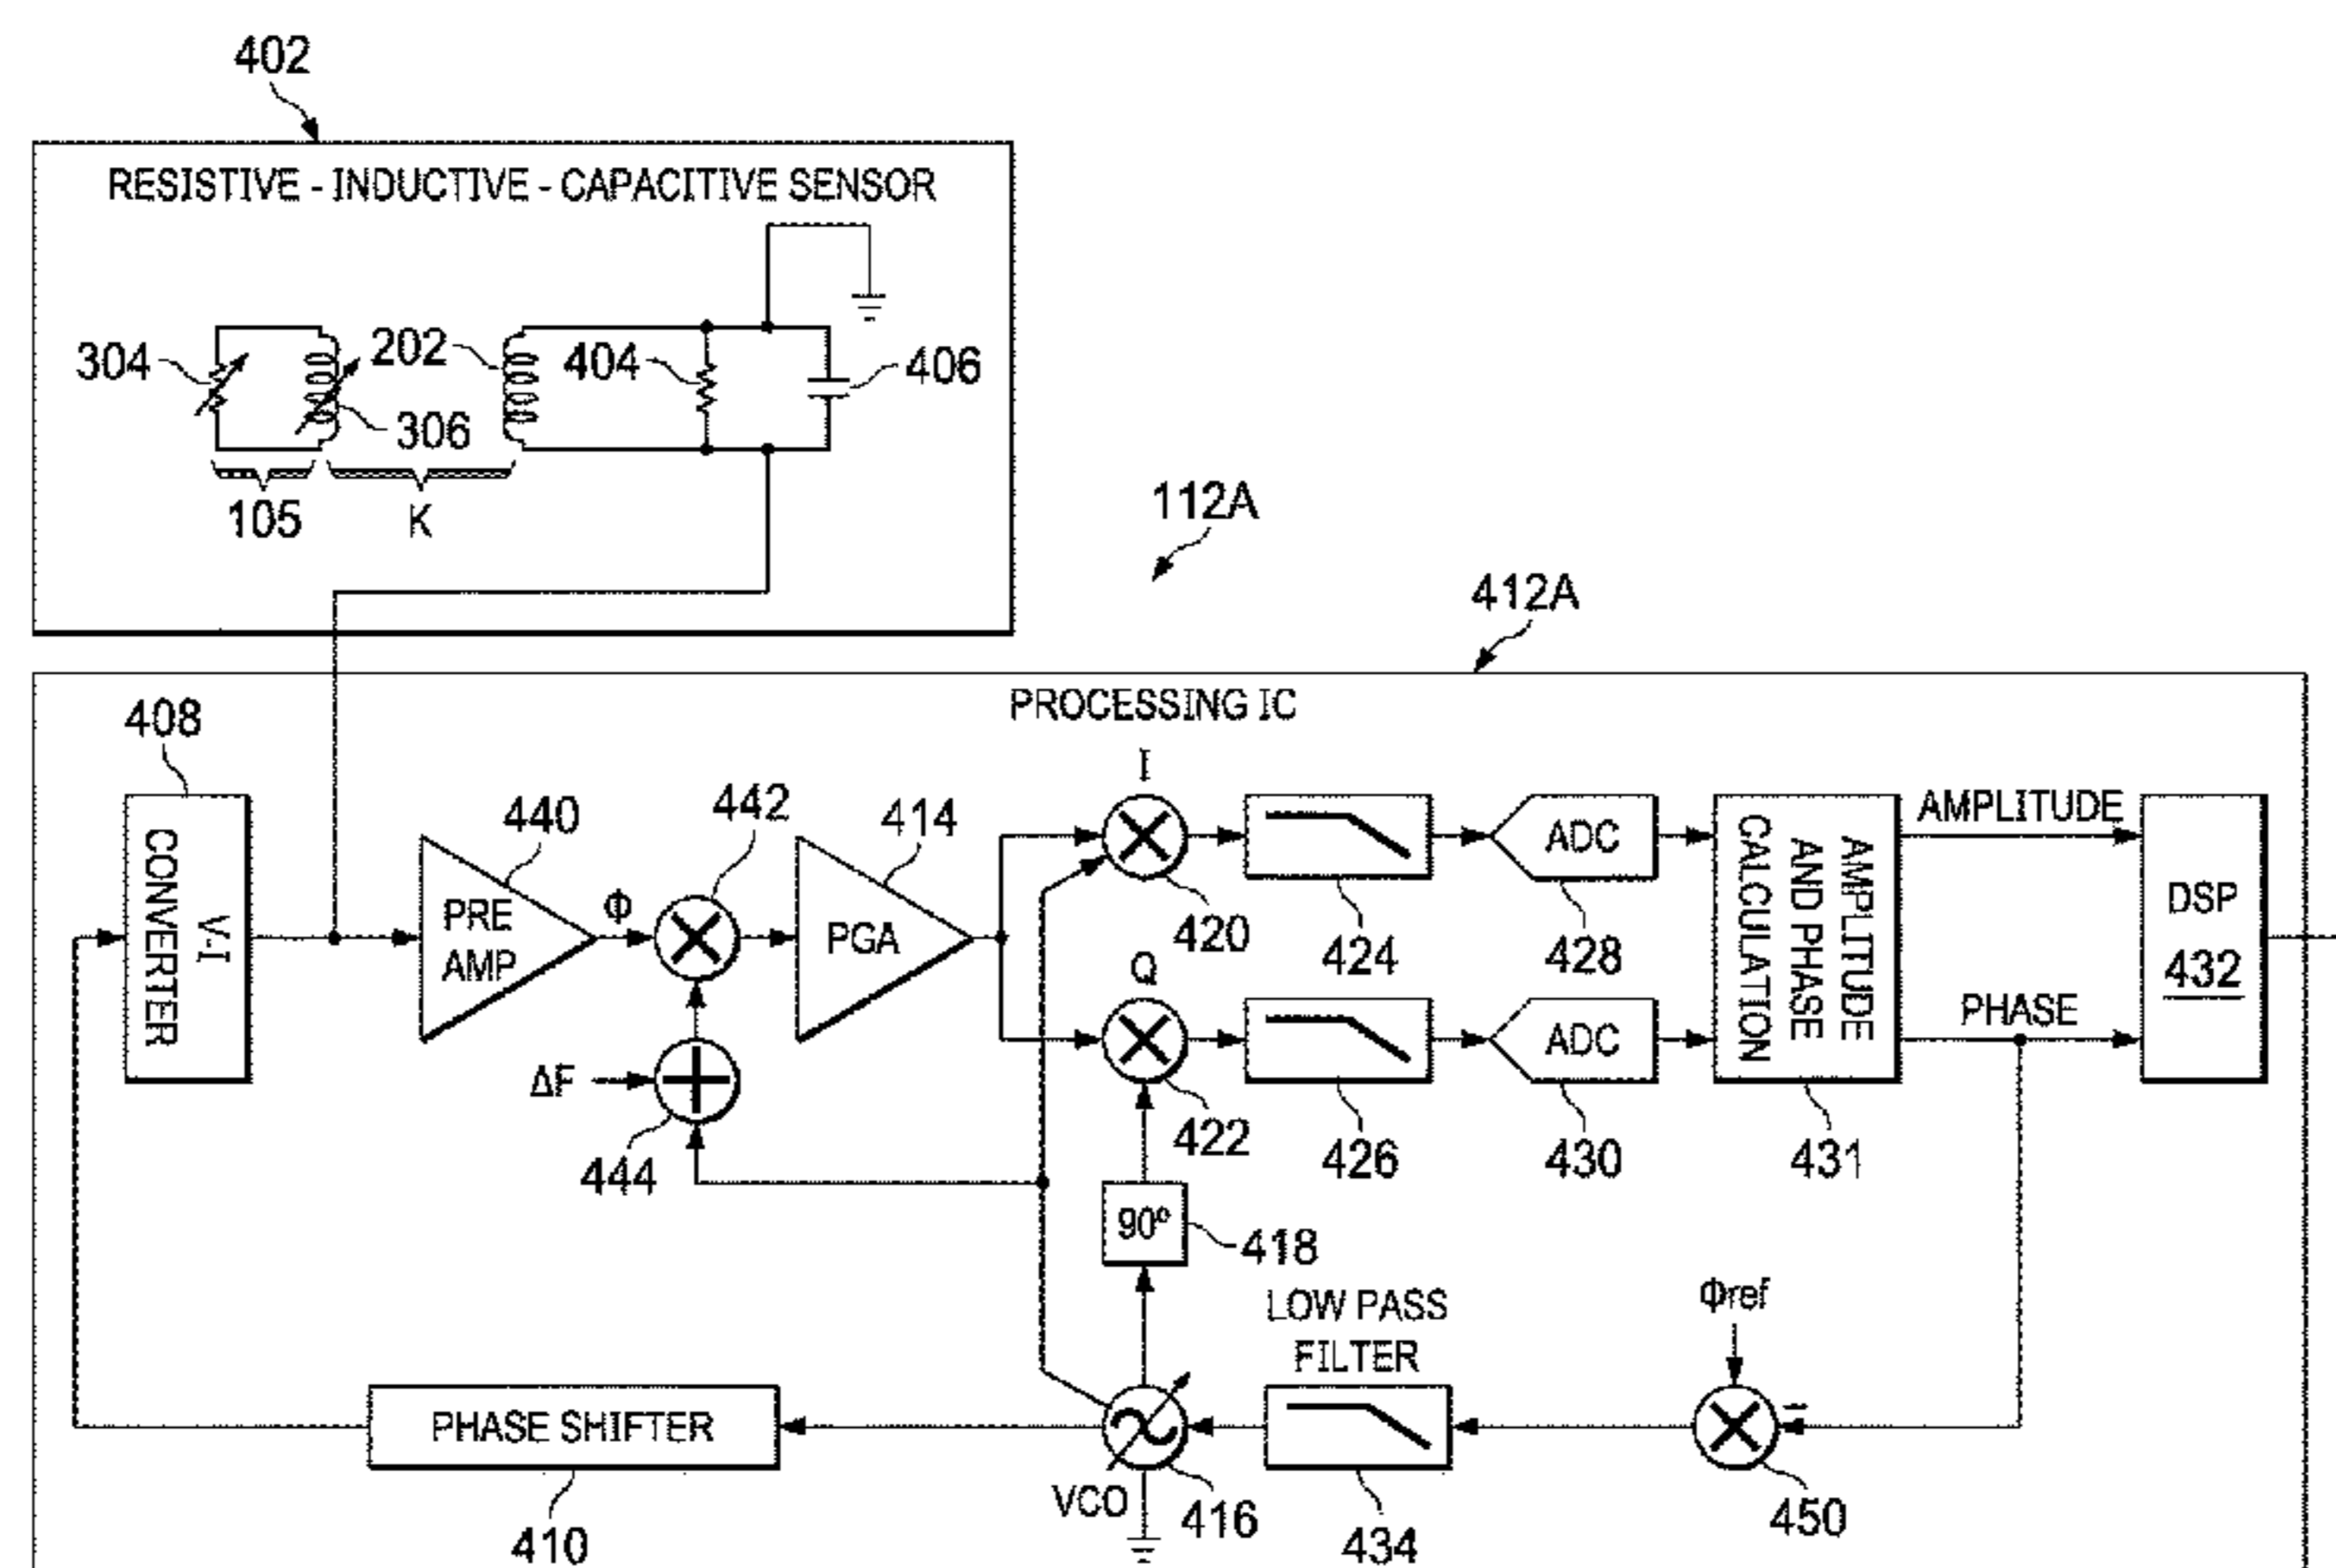 402
RESISTIVE - INDUCTIVE - CAPACITIVE SENSOR
304
202
404
406
306
105
K
112A
412A
PROCESSING IC
408
V-I
CONVERTER
440
PRE
AMP
Φ
442
414
PGA
I
420
424
ADC
428
AMPLITUDE
AND PHASE
CALCULATION
AMPLITUDE
DSP
432
ΔF
444
Q
422
426
ADC
430
431
PHASE
90º
418
LOW PASS
FILTER
Φref
PHASE SHIFTER
410
VCO
416
434
–
450